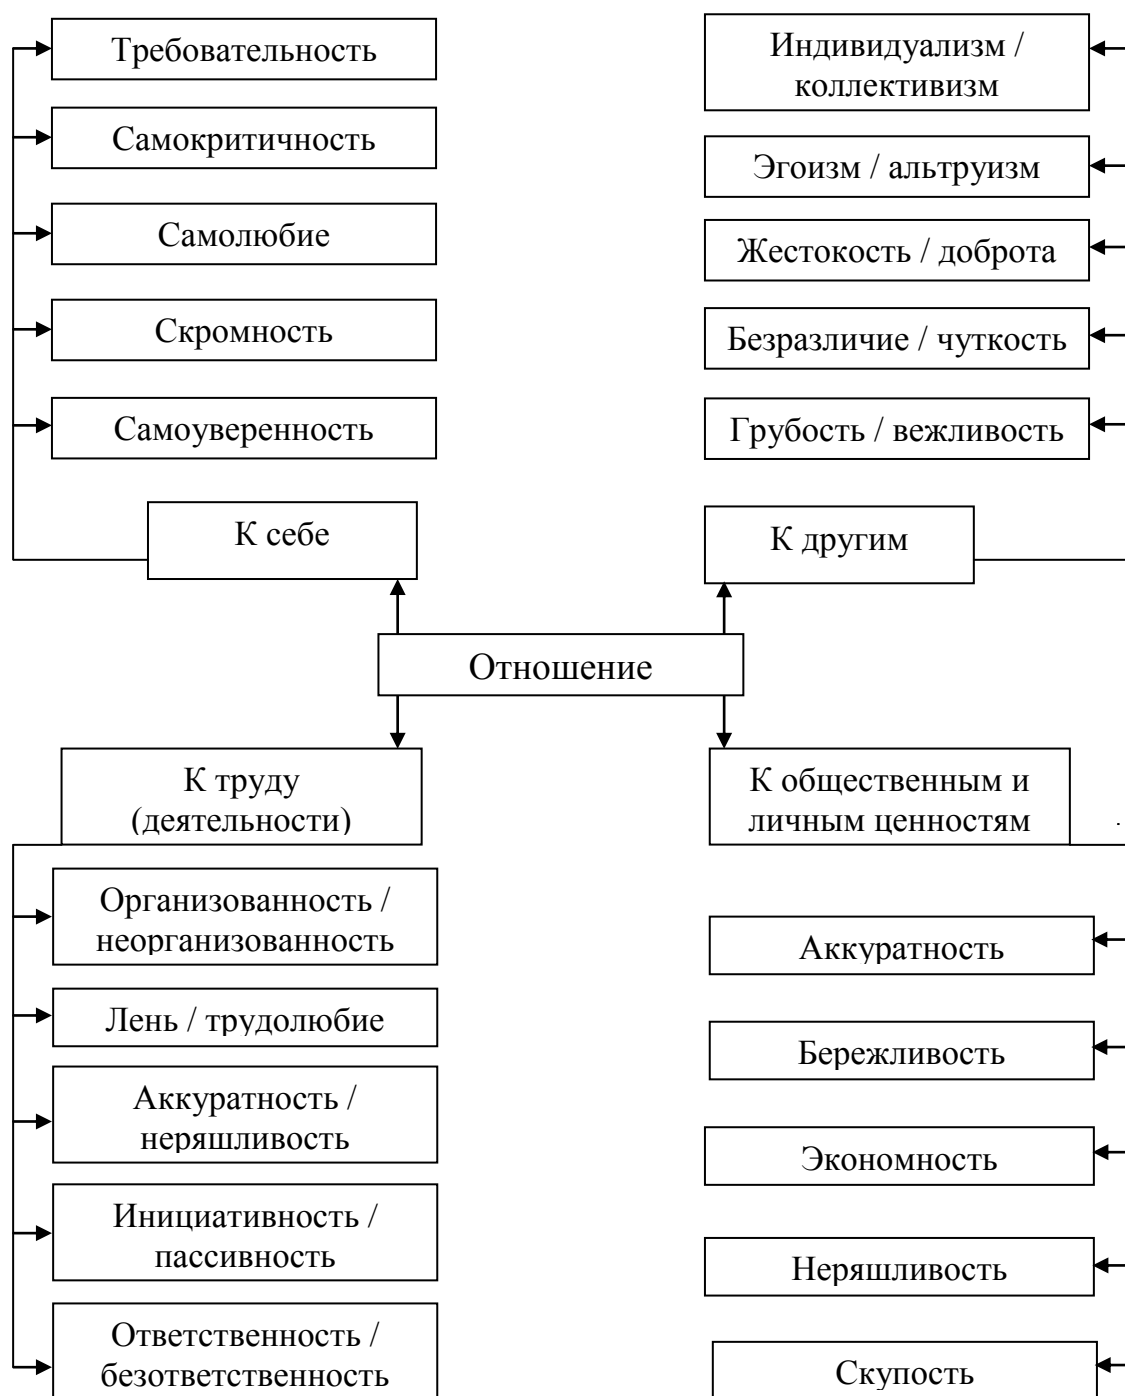 Требовательность
Самокритичность
Самолюбие
Скромность
Самоуверенность
К себе
Индивидуализм /
коллективизм
Эгоизм / альтруизм
Жестокость / доброта
Безразличие / чуткость
Грубость / вежливость
К другим
Отношение
К труду
(деятельности)
Организованность /
неорганизованность
Лень / трудолюбие
Аккуратность /
неряшливость
Инициативность /
пассивность
Ответственность /
безответственность
К общественным и
личным ценностям
.
Аккуратность
Бережливость
Экономность
Неряшливость
Скупость